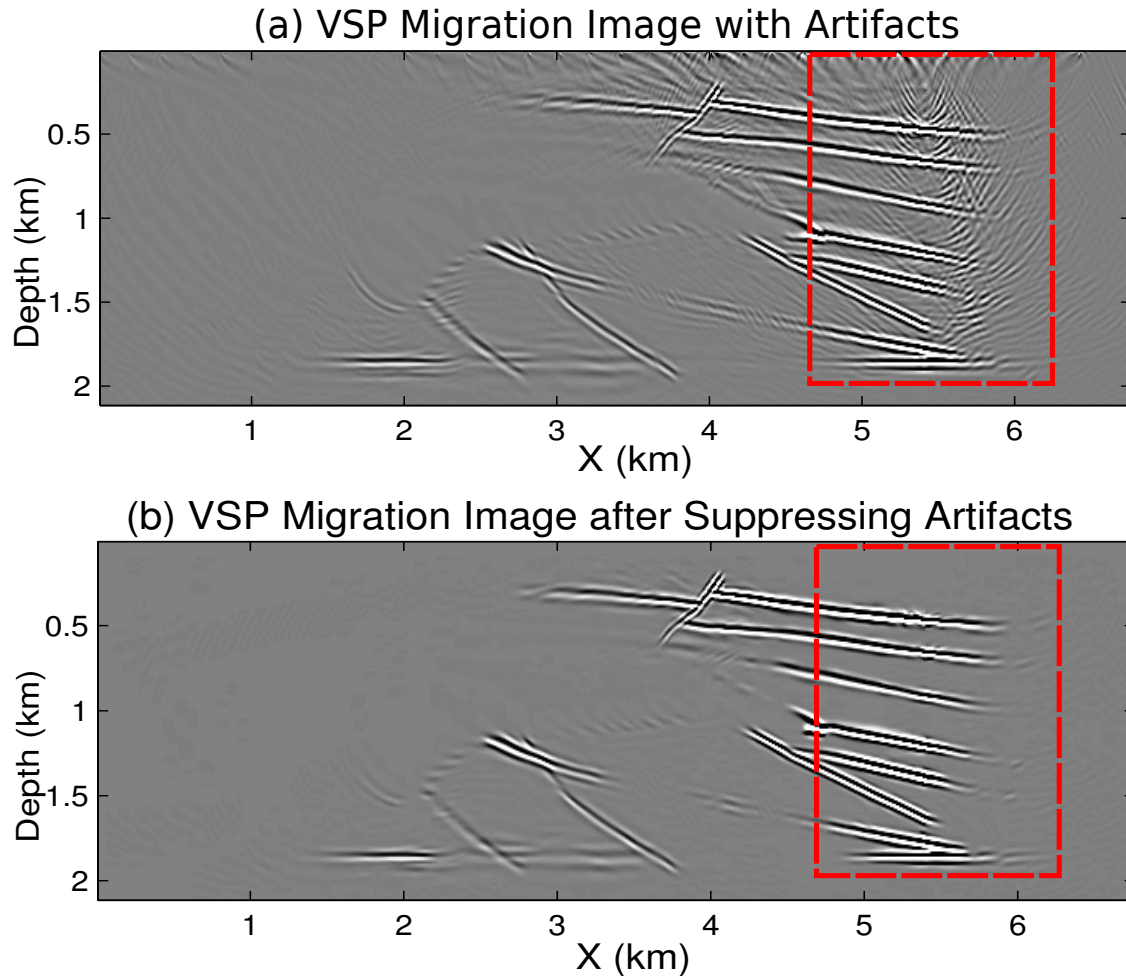 (a) VSP Migration Image with Artifacts
0.5
1
1.5
2
Depth (km)
1 2 3 4 5 6
X (km)
(b) VSP Migration Image after Suppressing Artifacts
0.5
1
1.5
2
Depth (km)
1 2 3 4 5 6
X (km)